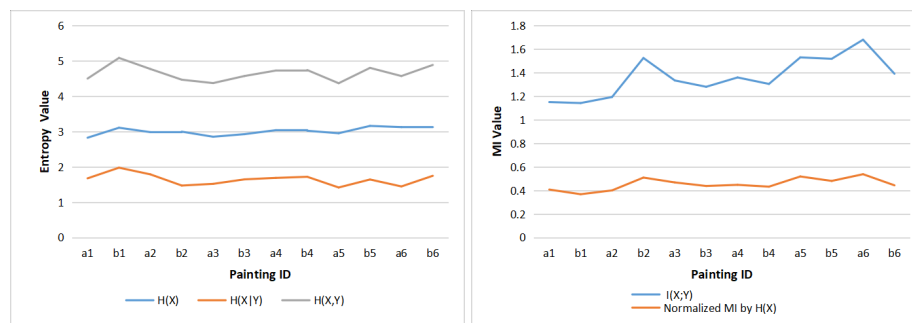 6
5
4
3
2
1
0
Entropy Value
a1 b1 a2 b2 a3 b3 a4 b4 a5 b5 a6 b6
Painting ID
H(X) H(X|Y) H(X,Y)
1.8
1.6
1.4
1.2
1
0.8
0.6
0.4
0.2
0
MI Value
a1 b1 a2 b2 a3 b3 a4 b4 a5 b5 a6 b6
Painting ID
I(X;Y)
Normalized MI by H(X)